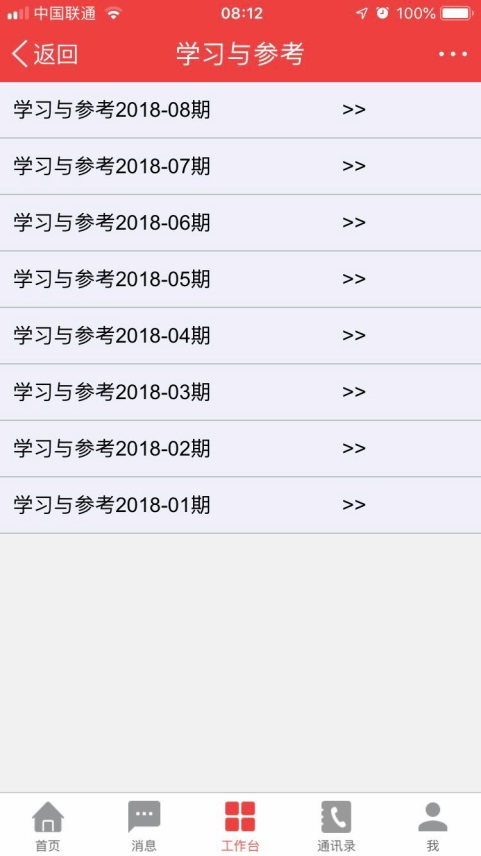 中国联通 08:12 100%
返回 学习与参考
学习与参考2018-08期 >>
学习与参考2018-07期 >>
学习与参考2018-06期 >>
学习与参考2018-05期 >>
学习与参考2018-04期 >>
学习与参考2018-03期 >>
学习与参考2018-02期 >>
学习与参考2018-01期 >>
首页 消息 工作台 通讯录 我